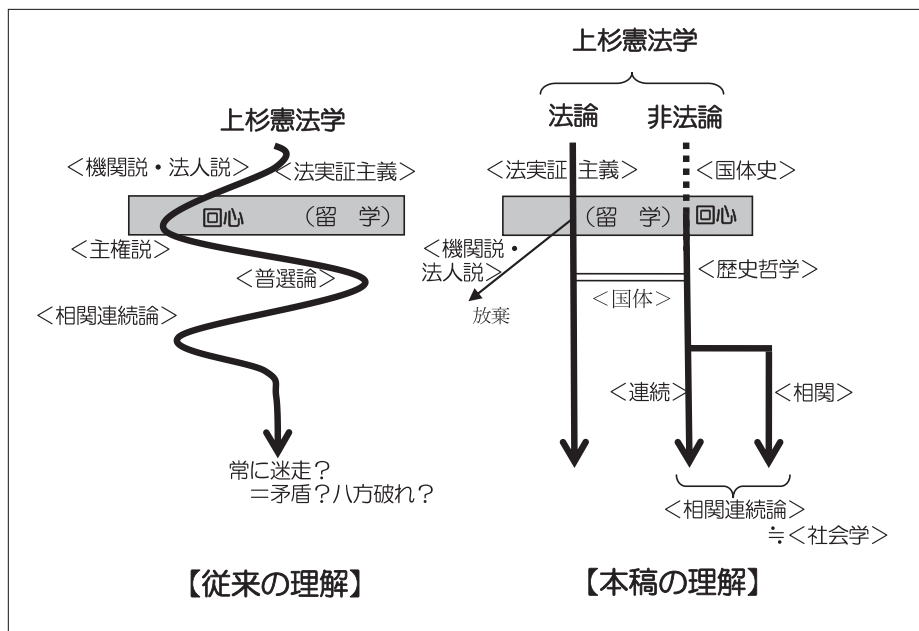 上杉憲法学
<機関説・法人説>
<法実証主義>
回心 (留 学)
<主権説>
<普選論>
<相関連続論>
常に迷走?
=矛盾?八方破れ?
【従来の理解】
上杉憲法学
法論 非法論
<法実証主義>
<国体史>
(留 学) 回心
<機関説・
法人説>
放棄
<歴史哲学>
<国体>
<連続>
<相関>
<相関連続論>
≒<社会学>
【本稿の理解】